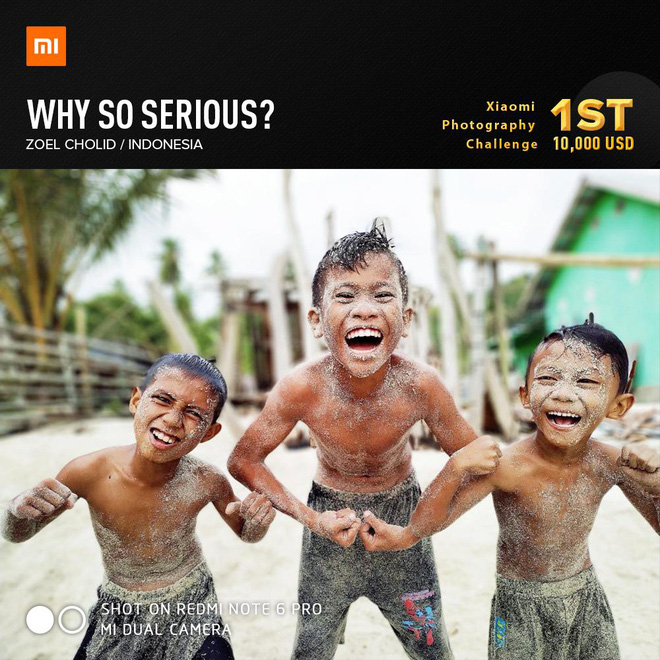 mi
WHY SO SERIOUS?
ZOEL CHOLID / INDONESIA
Xiaomi
Photography
Challenge
1ST
10,000 USD
SHOT ON REDMI NOTE 6 PRO
MI DUAL CAMERA